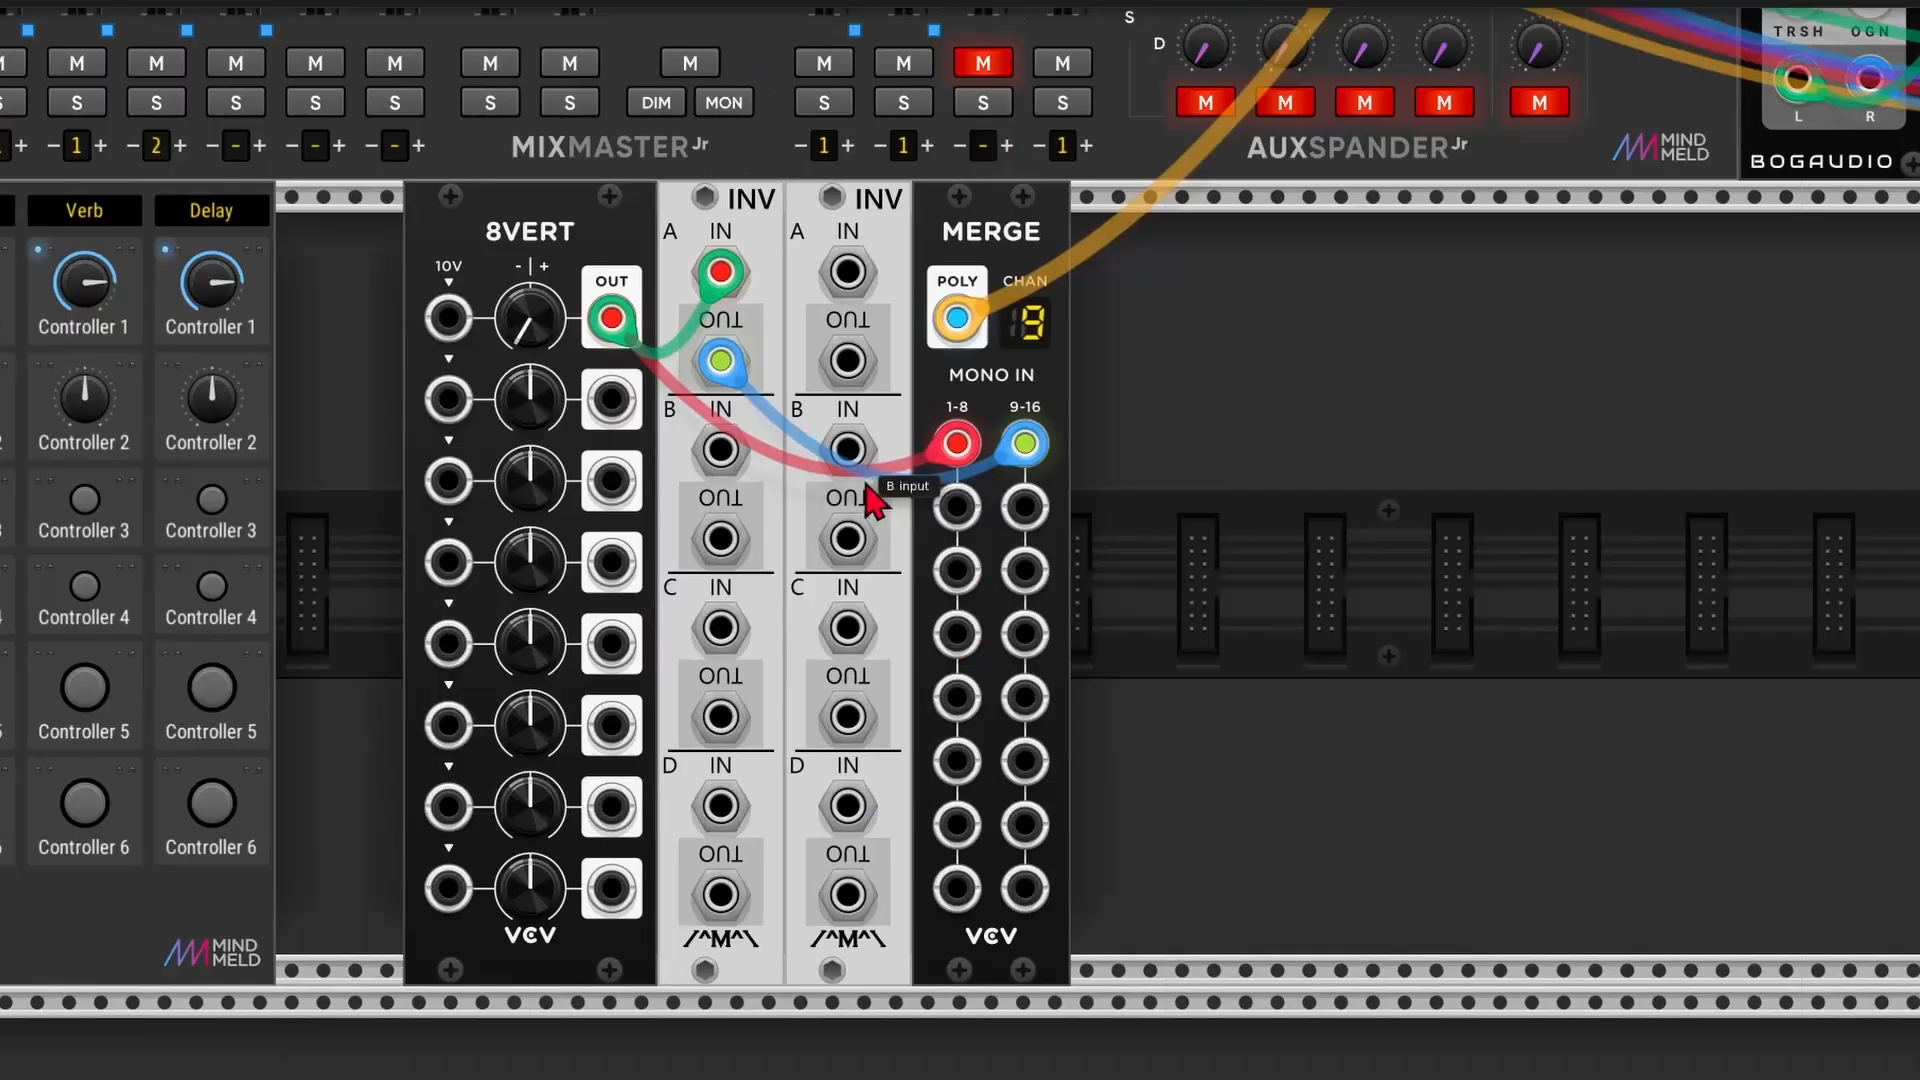 S
D
TRSH OGN
M M M M M M M M M M M M M
S S S S S S S DIM MON S S S S M M M M M
L R
+ - 1 + - 2 + - - + - - + - - + MIXMASTER Jr - 1 + - 1 + - - + - 1 + AUXSPANDER Jr MIND MELD BOGAUDIO
Verb Delay
8VERT
INV
INV
MERGE
A IN
A IN
10V
- | +
OUT
POLY CHAN
9
Controller 1 Controller 1
OUT
OUT
MONO IN
1-8 9-16
B IN
B IN
Controller 2 Controller 2
B input
OUT
OUT
Controller 3 Controller 3
C IN
C IN
Controller 4 Controller 4
OUT
OUT
Controller 5 Controller 5
D IN
D IN
Controller 6 Controller 6
OUT
OUT
MIND MELD
VCV
/^M^\
/^M^\
VCV